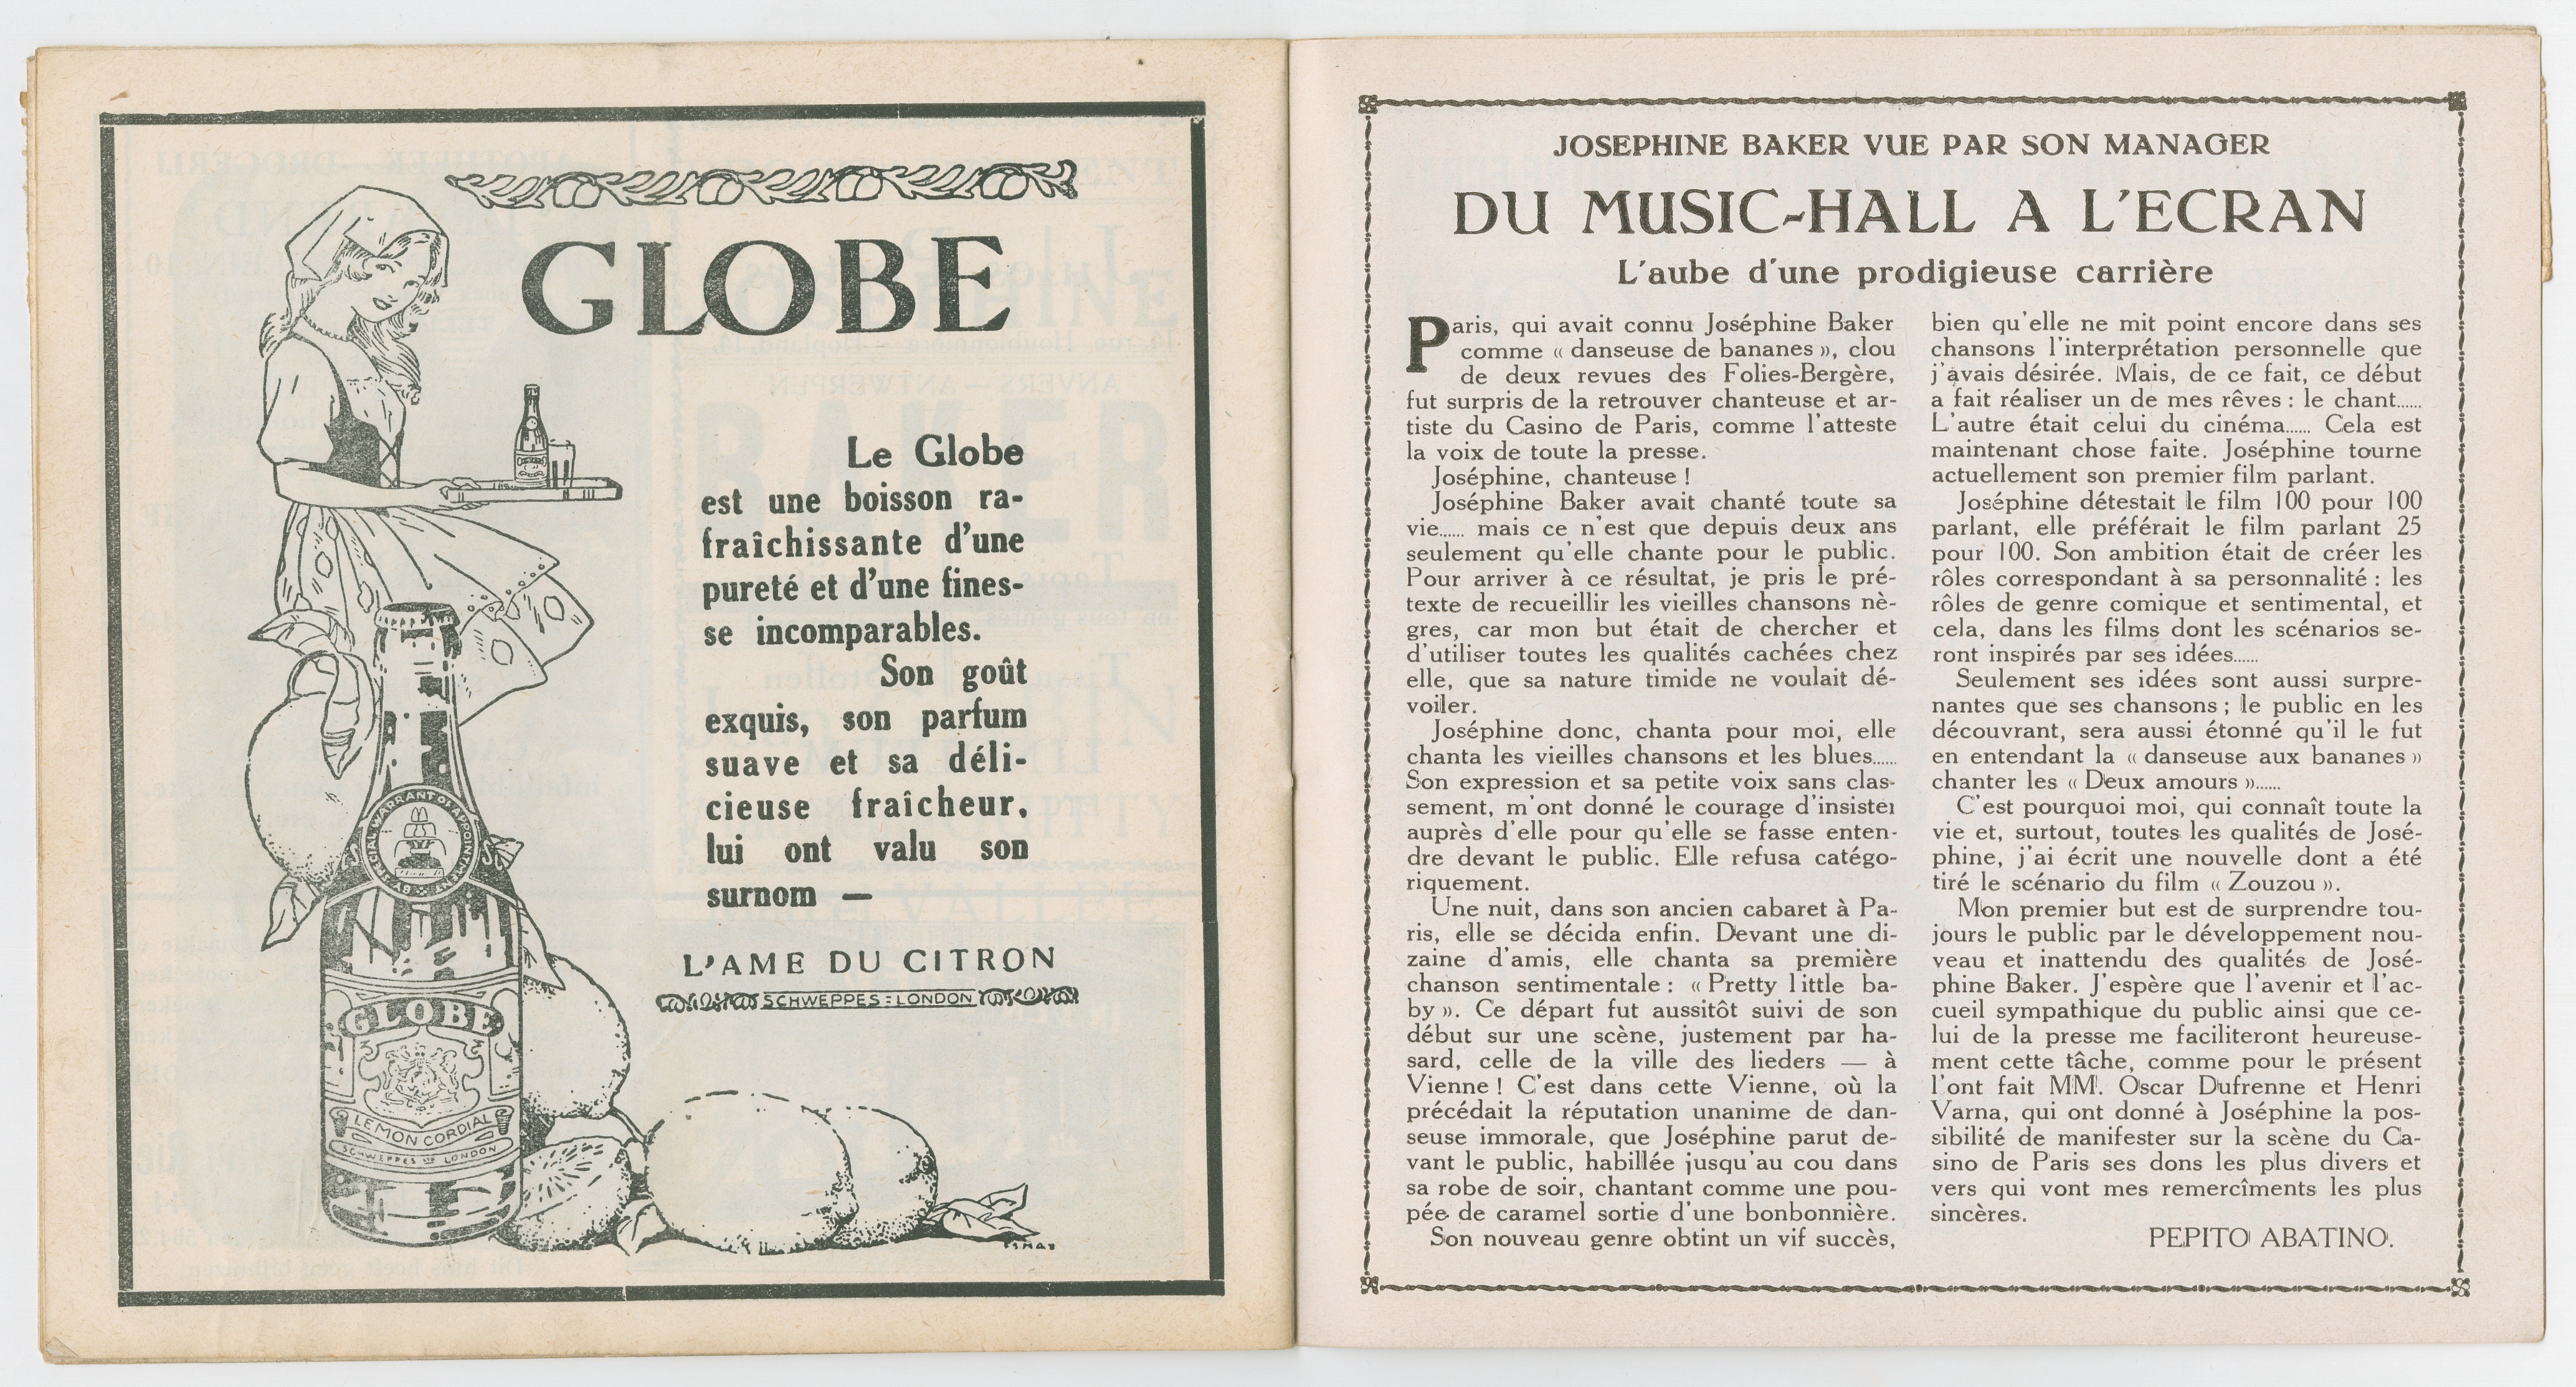 GLOBE
Le Globe
est une boisson ra-
fraîchissante d'une
pureté et d'une fines-
se incomparables.
Son goût
exquis, son parfum
suave et sa déli-
cieuse fraîcheur,
lui ont valu son
surnom —
L'AME DU CITRON
SCHWEPPES : LONDON
BY SPECIAL WARRANT OF APPOINTMENT
GLOBE
LEMON CORDIAL
SCHWEPPES LTD LONDON
JOSEPHINE BAKER VUE PAR SON MANAGER
DU MUSIC-HALL A L'ECRAN
L'aube d'une prodigieuse carrière
Paris, qui avait connu Joséphine Baker
comme « danseuse de bananes », clou
de deux revues des Folies-Bergère,
fut surpris de la retrouver chanteuse et ar-
tiste du Casino de Paris, comme l'atteste
la voix de toute la presse.
Joséphine, chanteuse !
Joséphine Baker avait chanté toute sa
vie...... mais ce n'est que depuis deux ans
seulement qu'elle chante pour le public.
Pour arriver à ce résultat, je pris le pré-
texte de recueillir les vieilles chansons nè-
gres, car mon but était de chercher et
d'utiliser toutes les qualités cachées chez
elle, que sa nature timide ne voulait dé-
voiler.
Joséphine donc, chanta pour moi, elle
chanta les vieilles chansons et les blues......
Son expression et sa petite voix sans clas-
sement, m'ont donné le courage d'insister
auprès d'elle pour qu'elle se fasse enten-
dre devant le public. Elle refusa catégo-
riquement.
Une nuit, dans son ancien cabaret à Pa-
ris, elle se décida enfin. Devant une di-
zaine d'amis, elle chanta sa première
chanson sentimentale : « Pretty little ba-
by ». Ce départ fut aussitôt suivi de son
début sur une scène, justement par ha-
sard, celle de la ville des lieders — à
Vienne ! C'est dans cette Vienne, où la
précédait la réputation unanime de dan-
seuse immorale, que Joséphine parut de-
vant le public, habillée jusqu'au cou dans
sa robe de soir, chantant comme une pou-
pée de caramel sortie d'une bonbonnière.
Son nouveau genre obtint un vif succès,
bien qu'elle ne mit point encore dans ses
chansons l'interprétation personnelle que
j'avais désirée. Mais, de ce fait, ce début
a fait réaliser un de mes rêves : le chant......
L'autre était celui du cinéma...... Cela est
maintenant chose faite. Joséphine tourne
actuellement son premier film parlant.
Joséphine détestait le film 100 pour 100
parlant, elle préférait le film parlant 25
pour 100. Son ambition était de créer les
rôles correspondant à sa personnalité : les
rôles de genre comique et sentimental, et
cela, dans les films dont les scénarios se-
ront inspirés par ses idées......
Seulement ses idées sont aussi surpre-
nantes que ses chansons ; le public en les
découvrant, sera aussi étonné qu'il le fut
en entendant la « danseuse aux bananes »
chanter les « Deux amours »......
C'est pourquoi moi, qui connaît toute la
vie et, surtout, toutes les qualités de José-
phine, j'ai écrit une nouvelle dont a été
tiré le scénario du film « Zouzou ».
Mon premier but est de surprendre tou-
jours le public par le développement nou-
veau et inattendu des qualités de José-
phine Baker. J'espère que l'avenir et l'ac-
cueil sympathique du public ainsi que ce-
lui de la presse me faciliteront heureuse-
ment cette tâche, comme pour le présent
l'ont fait MM. Oscar Dufrenne et Henri
Varna, qui ont donné à Joséphine la pos-
sibilité de manifester sur la scène du Ca-
sino de Paris ses dons les plus divers et
vers qui vont mes remercîments les plus
sincères.
PEPITO ABATINO.